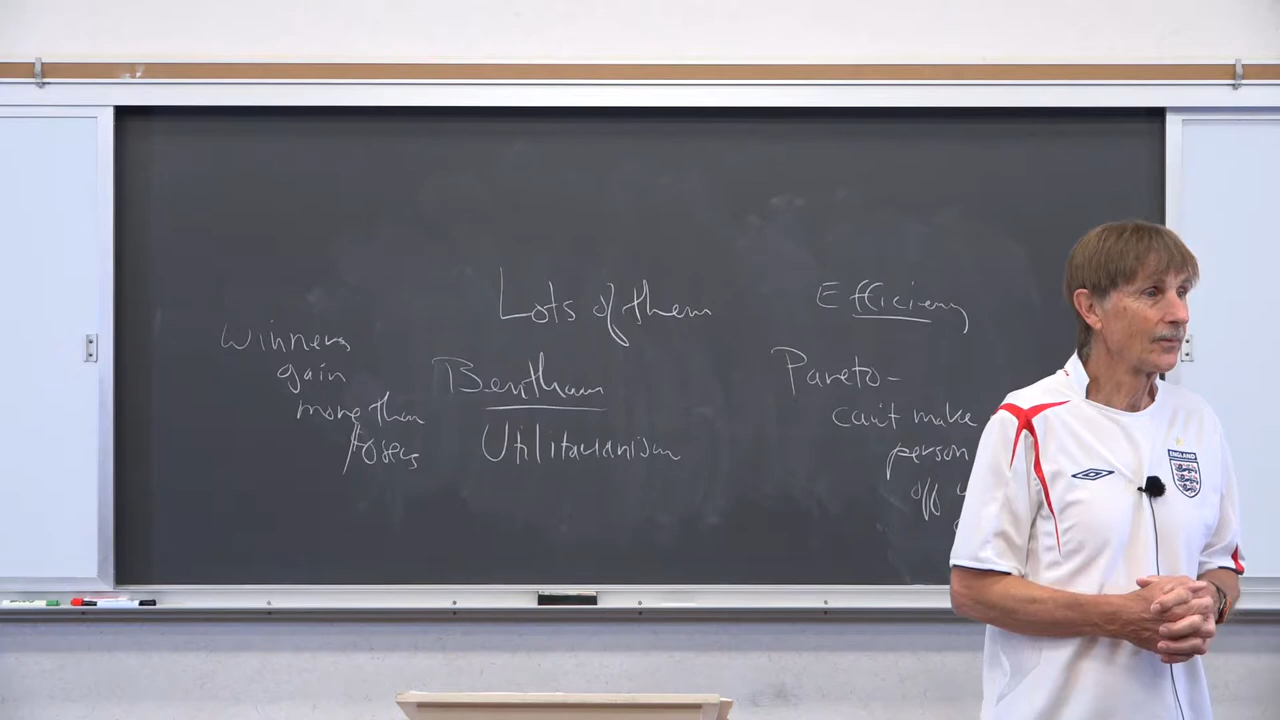 Lots of them
Efficiency
Winners
gain
more than
losers
Bentham
Utilitarianism
Pareto-
can't make
person
off
ENGLAND